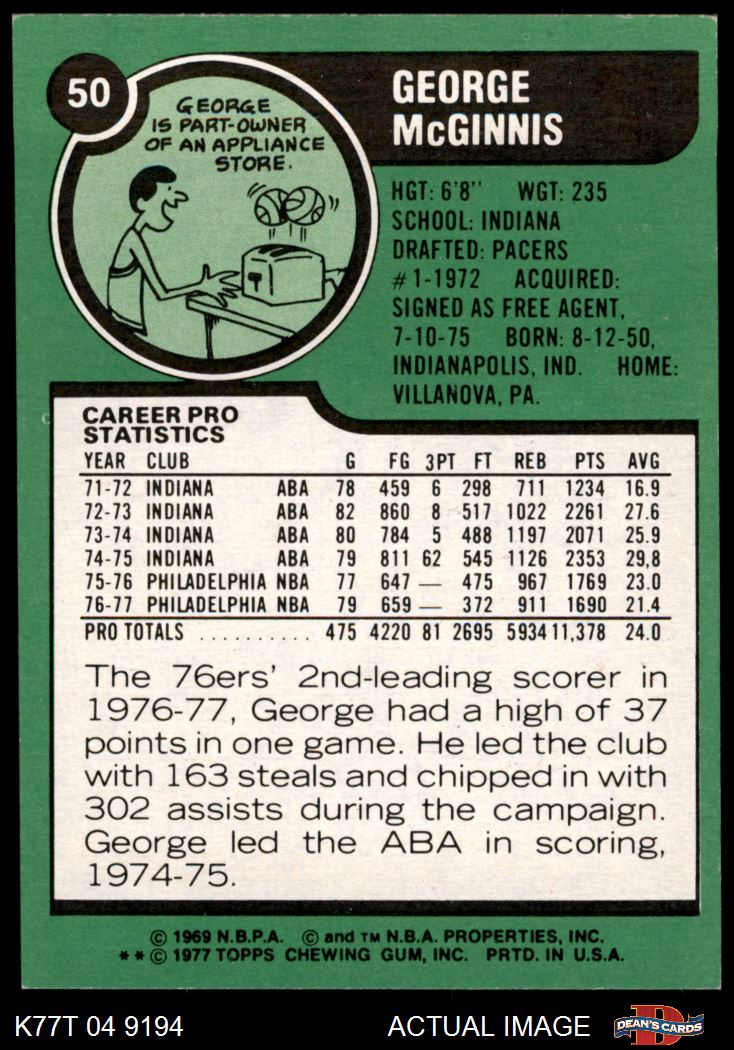 50
GEORGE
IS PART-OWNER
OF AN APPLIANCE
STORE.
GEORGE
McGINNIS
HGT: 6'8" WGT: 235
SCHOOL: INDIANA
DRAFTED: PACERS
#1-1972 ACQUIRED:
SIGNED AS FREE AGENT,
7-10-75 BORN: 8-12-50,
INDIANAPOLIS, IND. HOME:
VILLANOVA, PA.
CAREER PRO
STATISTICS
YEAR CLUB G FG 3PT FT REB PTS AVG
71-72 INDIANA ABA 78 459 6 298 711 1234 16.9
72-73 INDIANA ABA 82 860 8 517 1022 2261 27.6
73-74 INDIANA ABA 80 784 5 488 1197 2071 25.9
74-75 INDIANA ABA 79 811 62 545 1126 2353 29,8
75-76 PHILADELPHIA NBA 77 647 — 475 967 1769 23.0
76-77 PHILADELPHIA NBA 79 659 — 372 911 1690 21.4
PRO TOTALS .......... 475 4220 81 2695 5934 11,378 24.0
The 76ers' 2nd-leading scorer in
1976-77, George had a high of 37
points in one game. He led the club
with 163 steals and chipped in with
302 assists during the campaign.
George led the ABA in scoring,
1974-75.
© 1969 N.B.P.A. © and TM N.B.A. PROPERTIES, INC.
**© 1977 TOPPS CHEWING GUM, INC. PRTD. IN U.S.A.
K77T 04 9194 ACTUAL IMAGE
DEAN'S CARDS